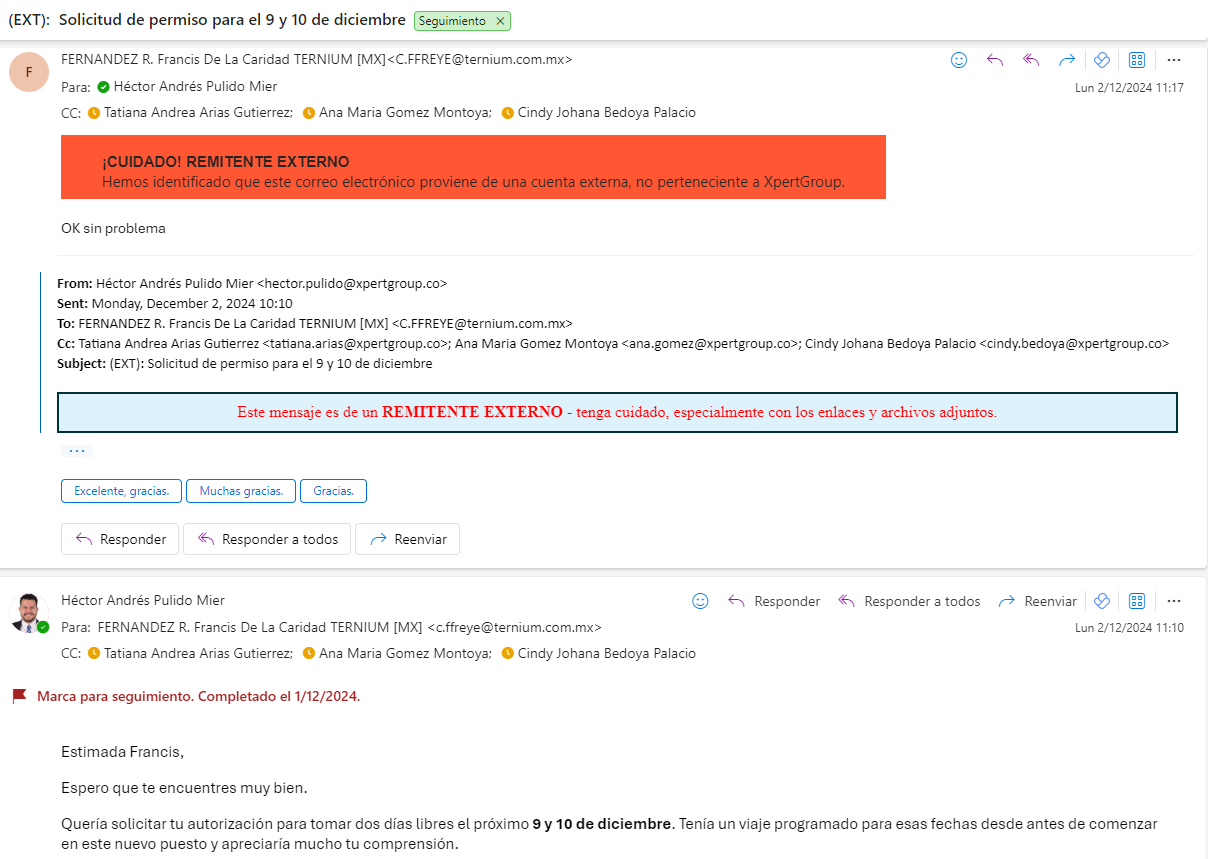 (EXT): Solicitud de permiso para el 9 y 10 de diciembre Seguimiento ×
F
FERNANDEZ R. Francis De La Caridad TERNIUM [MX]<C.FFREYE@ternium.com.mx>
Para: Héctor Andrés Pulido Mier
Lun 2/12/2024 11:17
CC: Tatiana Andrea Arias Gutierrez; Ana Maria Gomez Montoya; Cindy Johana Bedoya Palacio
¡CUIDADO! REMITENTE EXTERNO
Hemos identificado que este correo electrónico proviene de una cuenta externa, no perteneciente a XpertGroup.
OK sin problema
From: Héctor Andrés Pulido Mier <hector.pulido@xpertgroup.co>
Sent: Monday, December 2, 2024 10:10
To: FERNANDEZ R. Francis De La Caridad TERNIUM [MX] <C.FFREYE@ternium.com.mx>
Cc: Tatiana Andrea Arias Gutierrez <tatiana.arias@xpertgroup.co>; Ana Maria Gomez Montoya <ana.gomez@xpertgroup.co>; Cindy Johana Bedoya Palacio <cindy.bedoya@xpertgroup.co>
Subject: (EXT): Solicitud de permiso para el 9 y 10 de diciembre
Este mensaje es de un REMITENTE EXTERNO - tenga cuidado, especialmente con los enlaces y archivos adjuntos.
...
Excelente, gracias. Muchas gracias. Gracias.
Responder Responder a todos Reenviar
Héctor Andrés Pulido Mier
Responder Responder a todos Reenviar
Para: FERNANDEZ R. Francis De La Caridad TERNIUM [MX] <c.ffreye@ternium.com.mx>
Lun 2/12/2024 11:10
CC: Tatiana Andrea Arias Gutierrez; Ana Maria Gomez Montoya; Cindy Johana Bedoya Palacio
Marca para seguimiento. Completado el 1/12/2024.
Estimada Francis,
Espero que te encuentres muy bien.
Quería solicitar tu autorización para tomar dos días libres el próximo 9 y 10 de diciembre. Tenía un viaje programado para esas fechas desde antes de comenzar
en este nuevo puesto y apreciaría mucho tu comprensión.